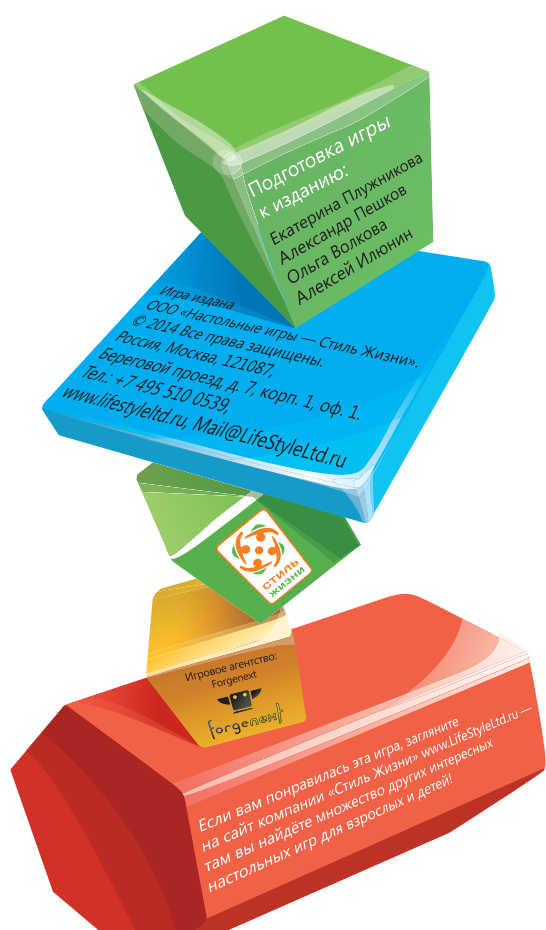 Подготовка игры
к изданию:
Екатерина Плужникова
Александр Пешков
Ольга Волкова
Алексей Илюнин
Игра издана
ООО «Настольные игры — Стиль Жизни».
© 2014 Все права защищены.
Россия, Москва, 121087,
Береговой проезд, д. 7, корп. 1, оф. 1.
Тел.: +7 495 510 0539,
www.lifestyleltd.ru, Mail@LifeStyleLtd.ru
СТИЛЬ
ЖИЗНИ
Игровое агентство:
Forgenext
forgenext
Если вам понравилась эта игра, загляните
на сайт компании «Стиль Жизни» www.LifeStyleLtd.ru —
там вы найдёте множество других интересных
настольных игр для взрослых и детей!